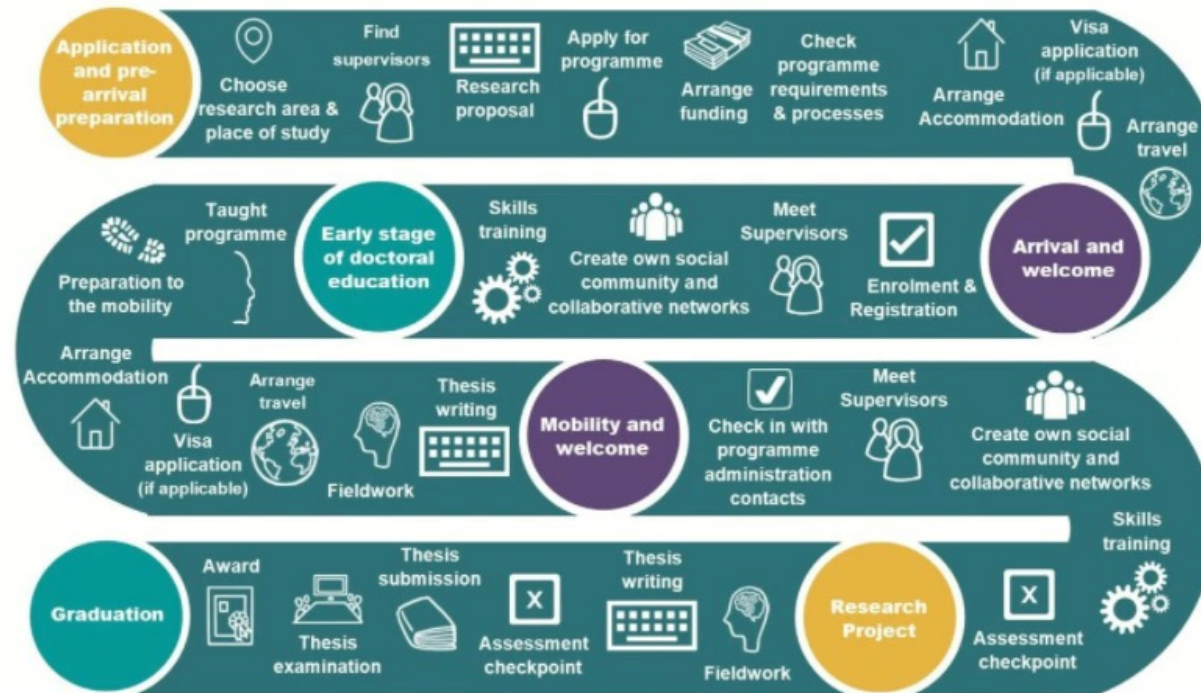 Application
and pre-
arrival
preparation
Choose
research area &
place of study
Find
supervisors
Research
proposal
Apply for
programme
Arrange
funding
Check
programme
requirements
& processes
Arrange
Accommodation
Visa
application
(if applicable)
Arrange
travel
Arrival and
welcome
Enrolment &
Registration
Meet
Supervisors
Create own social
community and
collaborative networks
Skills
training
Early stage
of doctoral
education
Taught
programme
Preparation to
the mobility
Arrange
Accommodation
Visa
application
(if applicable)
Arrange
travel
Fieldwork
Thesis
writing
Mobility and
welcome
Check in with
programme
administration
contacts
Meet
Supervisors
Create own social
community and
collaborative networks
Skills
training
X
Assessment
checkpoint
Research
Project
Fieldwork
Thesis
writing
X
Assessment
checkpoint
Thesis
submission
Thesis
examination
Award
Graduation